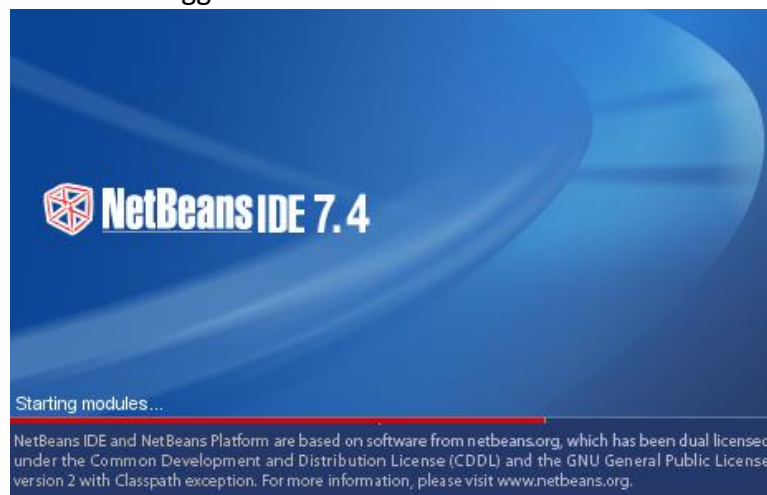 gg
NetBeans IDE 7.4
Starting modules...
NetBeans IDE and NetBeans Platform are based on software from netbeans.org, which has been dual licensed
under the Common Development and Distribution License (CDDL) and the GNU General Public License
version 2 with Classpath exception. For more information, please visit www.netbeans.org.